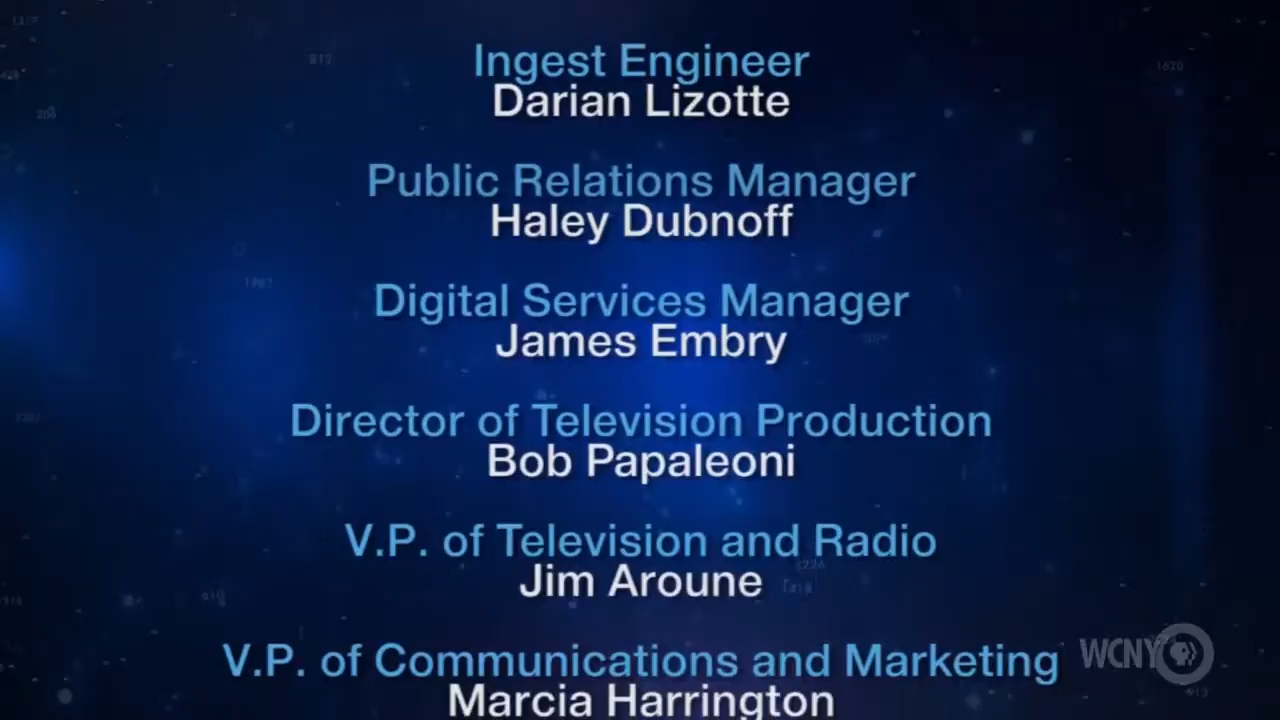 Ingest Engineer
Darian Lizotte
Public Relations Manager
Haley Dubnoff
Digital Services Manager
James Embry
Director of Television Production
Bob Papaleoni
V.P. of Television and Radio
Jim Aroune
V.P. of Communications and Marketing
WCNY
Marcia Harrington